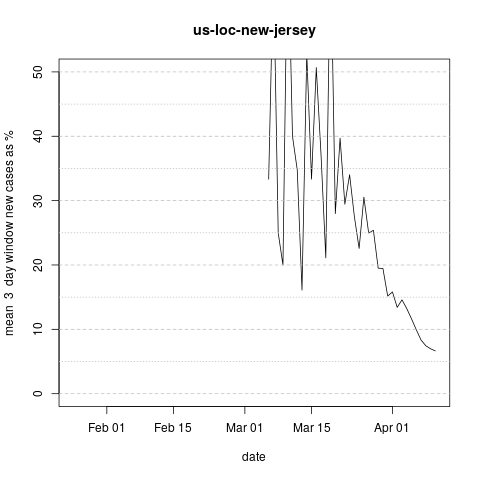 us-loc-new-jersey
mean 3 day window new cases as %
50
40
30
20
10
0
Feb 01 Feb 15 Mar 01 Mar 15 Apr 01
date